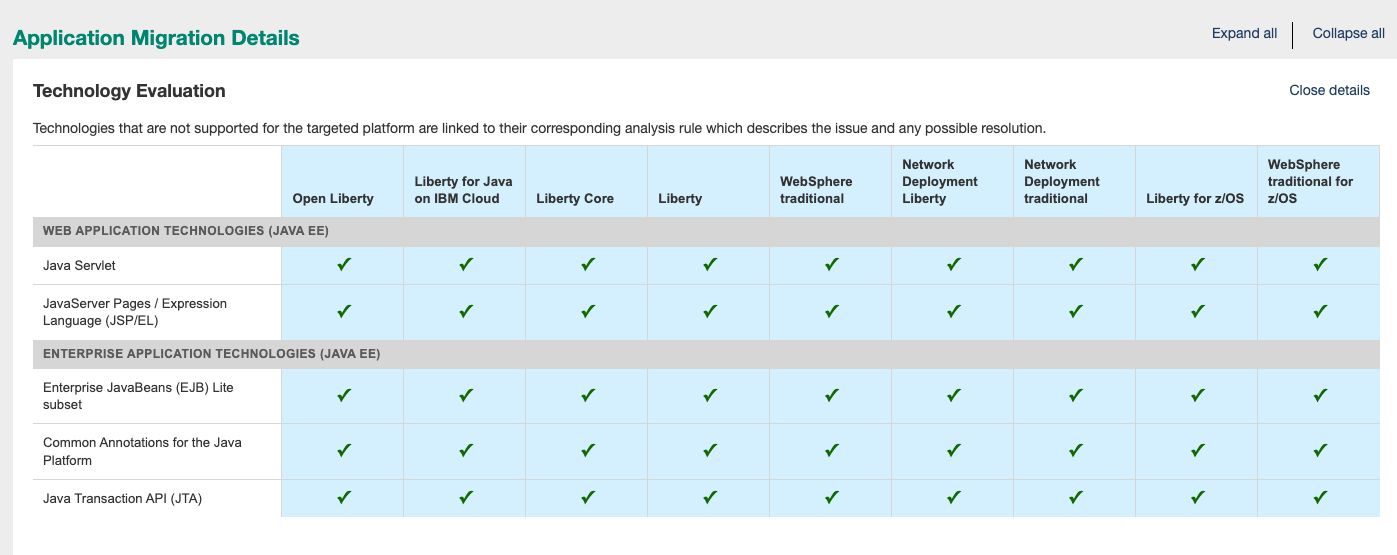 Application Migration Details
Expand all
Collapse all
Technology Evaluation
Close details
Technologies that are not supported for the targeted platform are linked to their corresponding analysis rule which describes the issue and any possible resolution.
Open Liberty
Liberty for Java
on IBM Cloud
Liberty Core
Liberty
WebSphere
traditional
Network
Deployment
Liberty
Network
Deployment
traditional
Liberty for z/OS
WebSphere
traditional for
z/OS
WEB APPLICATION TECHNOLOGIES (JAVA EE)
Java Servlet
✔ ✔ ✔ ✔ ✔ ✔ ✔ ✔ ✔
JavaServer Pages / Expression
Language (JSP/EL)
✔ ✔ ✔ ✔ ✔ ✔ ✔ ✔ ✔
ENTERPRISE APPLICATION TECHNOLOGIES (JAVA EE)
Enterprise JavaBeans (EJB) Lite
subset
✔ ✔ ✔ ✔ ✔ ✔ ✔ ✔ ✔
Common Annotations for the Java
Platform
✔ ✔ ✔ ✔ ✔ ✔ ✔ ✔ ✔
Java Transaction API (JTA)
✔ ✔ ✔ ✔ ✔ ✔ ✔ ✔ ✔